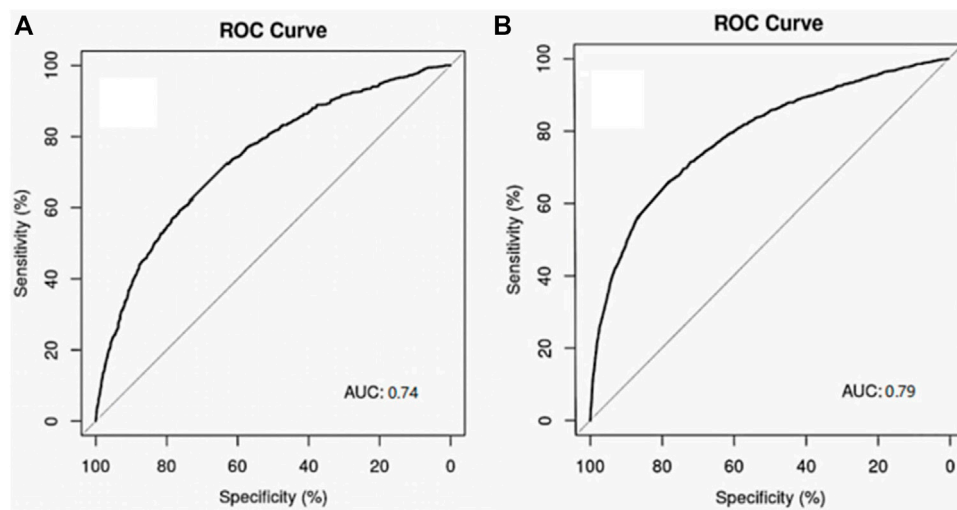 A
ROC Curve
Sensitivity (%)
100
80
60
40
20
0
AUC: 0.74
100 80 60 40 20 0
Specificity (%)
B
ROC Curve
Sensitivity (%)
100
80
60
40
20
0
AUC: 0.79
100 80 60 40 20 0
Specificity (%)